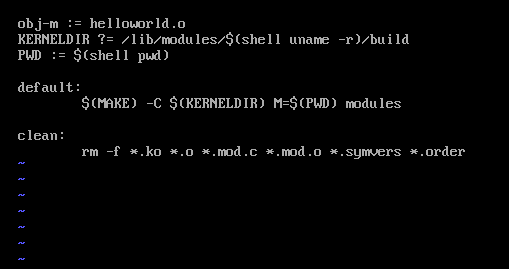 obj-m := helloworld.o
KERNELDIR ?= /lib/modules/$(shell uname -r)/build
PWD := $(shell pwd)

default:
        $(MAKE) -C $(KERNELDIR) M=$(PWD) modules

clean:
        rm -f *.ko *.o *.mod.c *.mod.o *.symvers *.order
~
~
~
~
~
~
~